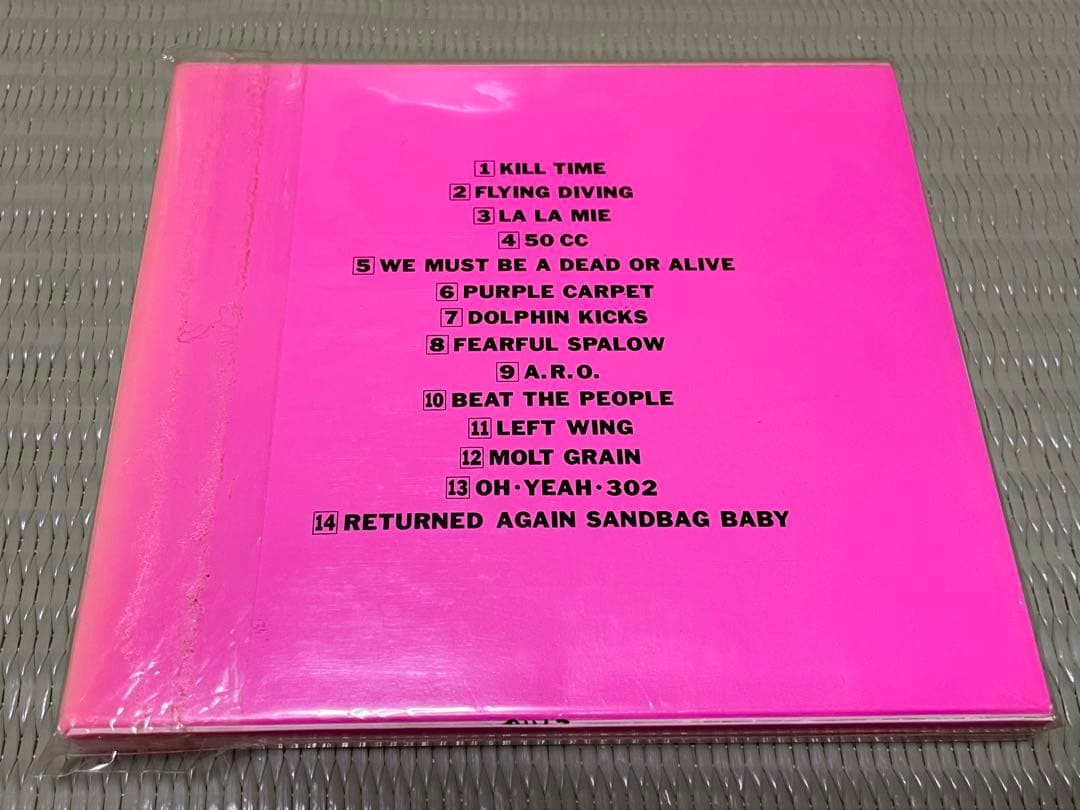 1 KILL TIME
2 FLYING DIVING
3 LA LA MIE
4 50 CC
5 WE MUST BE A DEAD OR ALIVE
6 PURPLE CARPET
7 DOLPHIN KICKS
8 FEARFUL SPALOW
9 A.R.O.
10 BEAT THE PEOPLE
11 LEFT WING
12 MOLT GRAIN
13 OH・YEAH・302
14 RETURNED AGAIN SANDBAG BABY